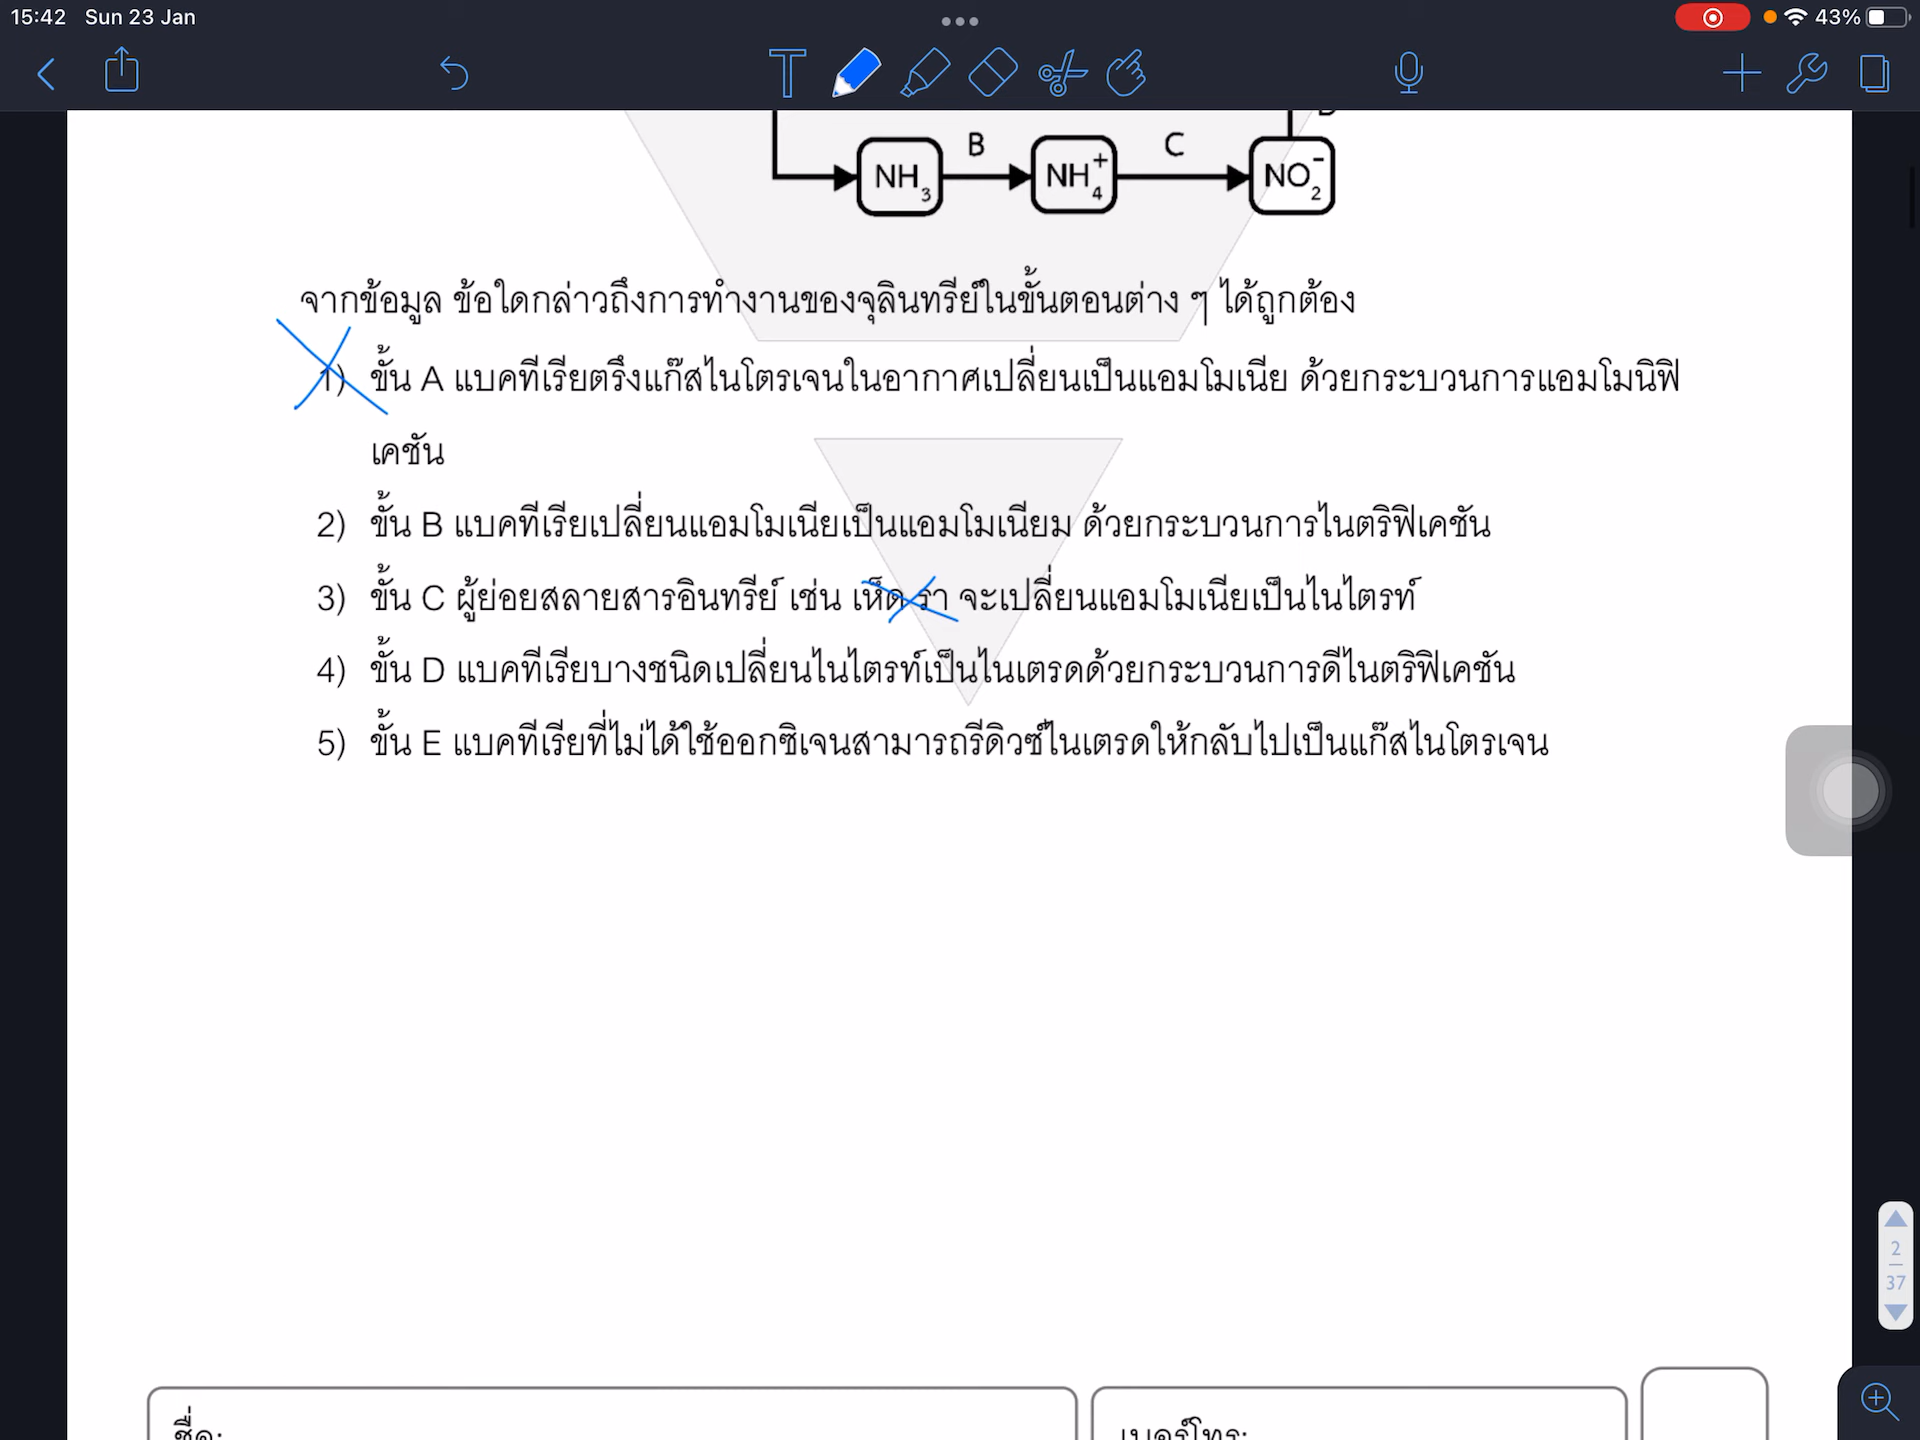 15:42 Sun 23 Jan
43%
B
C
NH3
NH4+
NO2-
จากข้อมูล ข้อใดกล่าวถึงการทำงานของจุลินทรีย์ในขั้นตอนต่าง ๆ ได้ถูกต้อง
1) ขั้น A แบคทีเรียตรึงแก๊สไนโตรเจนในอากาศเปลี่ยนเป็นแอมโมเนีย ด้วยกระบวนการแอมโมนิฟิ
เคชัน
2) ขั้น B แบคทีเรียเปลี่ยนแอมโมเนียเป็นแอมโมเนียม ด้วยกระบวนการไนตริฟิเคชัน
3) ขั้น C ผู้ย่อยสลายสารอินทรีย์ เช่น เห็ด รา จะเปลี่ยนแอมโมเนียเป็นไนไตรท์
4) ขั้น D แบคทีเรียบางชนิดเปลี่ยนไนไตรท์เป็นไนเตรดด้วยกระบวนการดีไนตริฟิเคชัน
5) ขั้น E แบคทีเรียที่ไม่ได้ใช้ออกซิเจนสามารถรีดิวซ์ไนเตรดให้กลับไปเป็นแก๊สไนโตรเจน
2
37
ชื่อ:
เบอร์โทร: